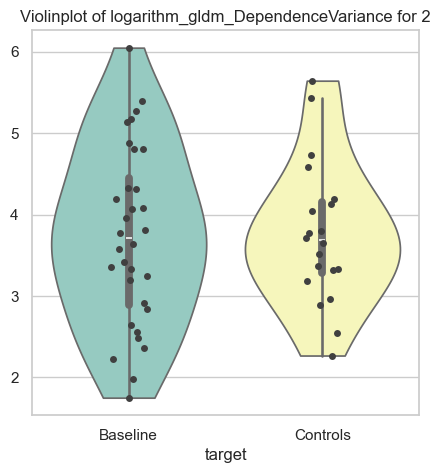 Violinplot of logarithm_gldm_DependenceVariance for 2
6
5
4
3
2
Baseline
Controls
target